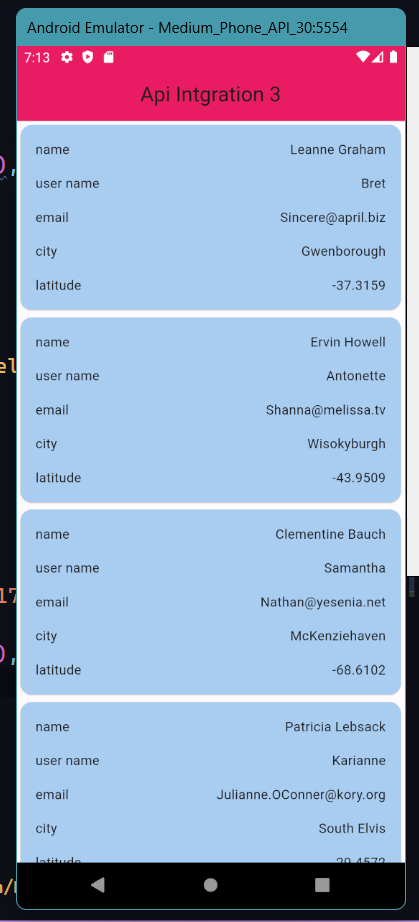 Android Emulator - Medium_Phone_API_30:5554
7:13
Api Intgration 3
name Leanne Graham
user name Bret
email Sincere@april.biz
city Gwenborough
latitude -37.3159
name Ervin Howell
user name Antonette
email Shanna@melissa.tv
city Wisokyburgh
latitude -43.9509
name Clementine Bauch
user name Samantha
email Nathan@yesenia.net
city McKenziehaven
latitude -68.6102
name Patricia Lebsack
user name Karianne
email Julianne.OConner@kory.org
city South Elvis
latitude 29.4572